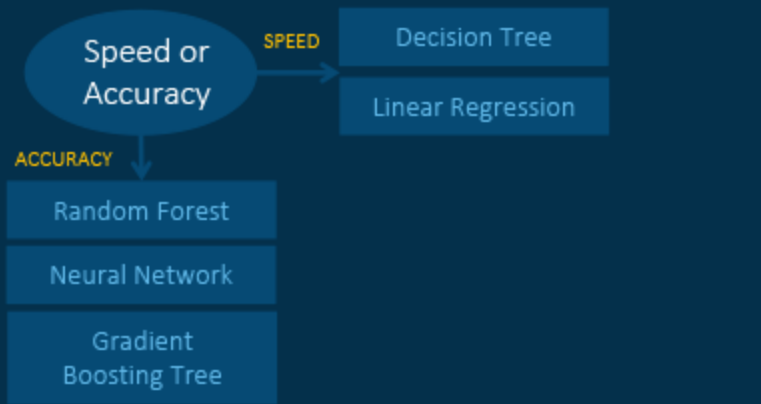 Speed or
Accuracy
SPEED
Decision Tree
Linear Regression
ACCURACY
Random Forest
Neural Network
Gradient
Boosting Tree